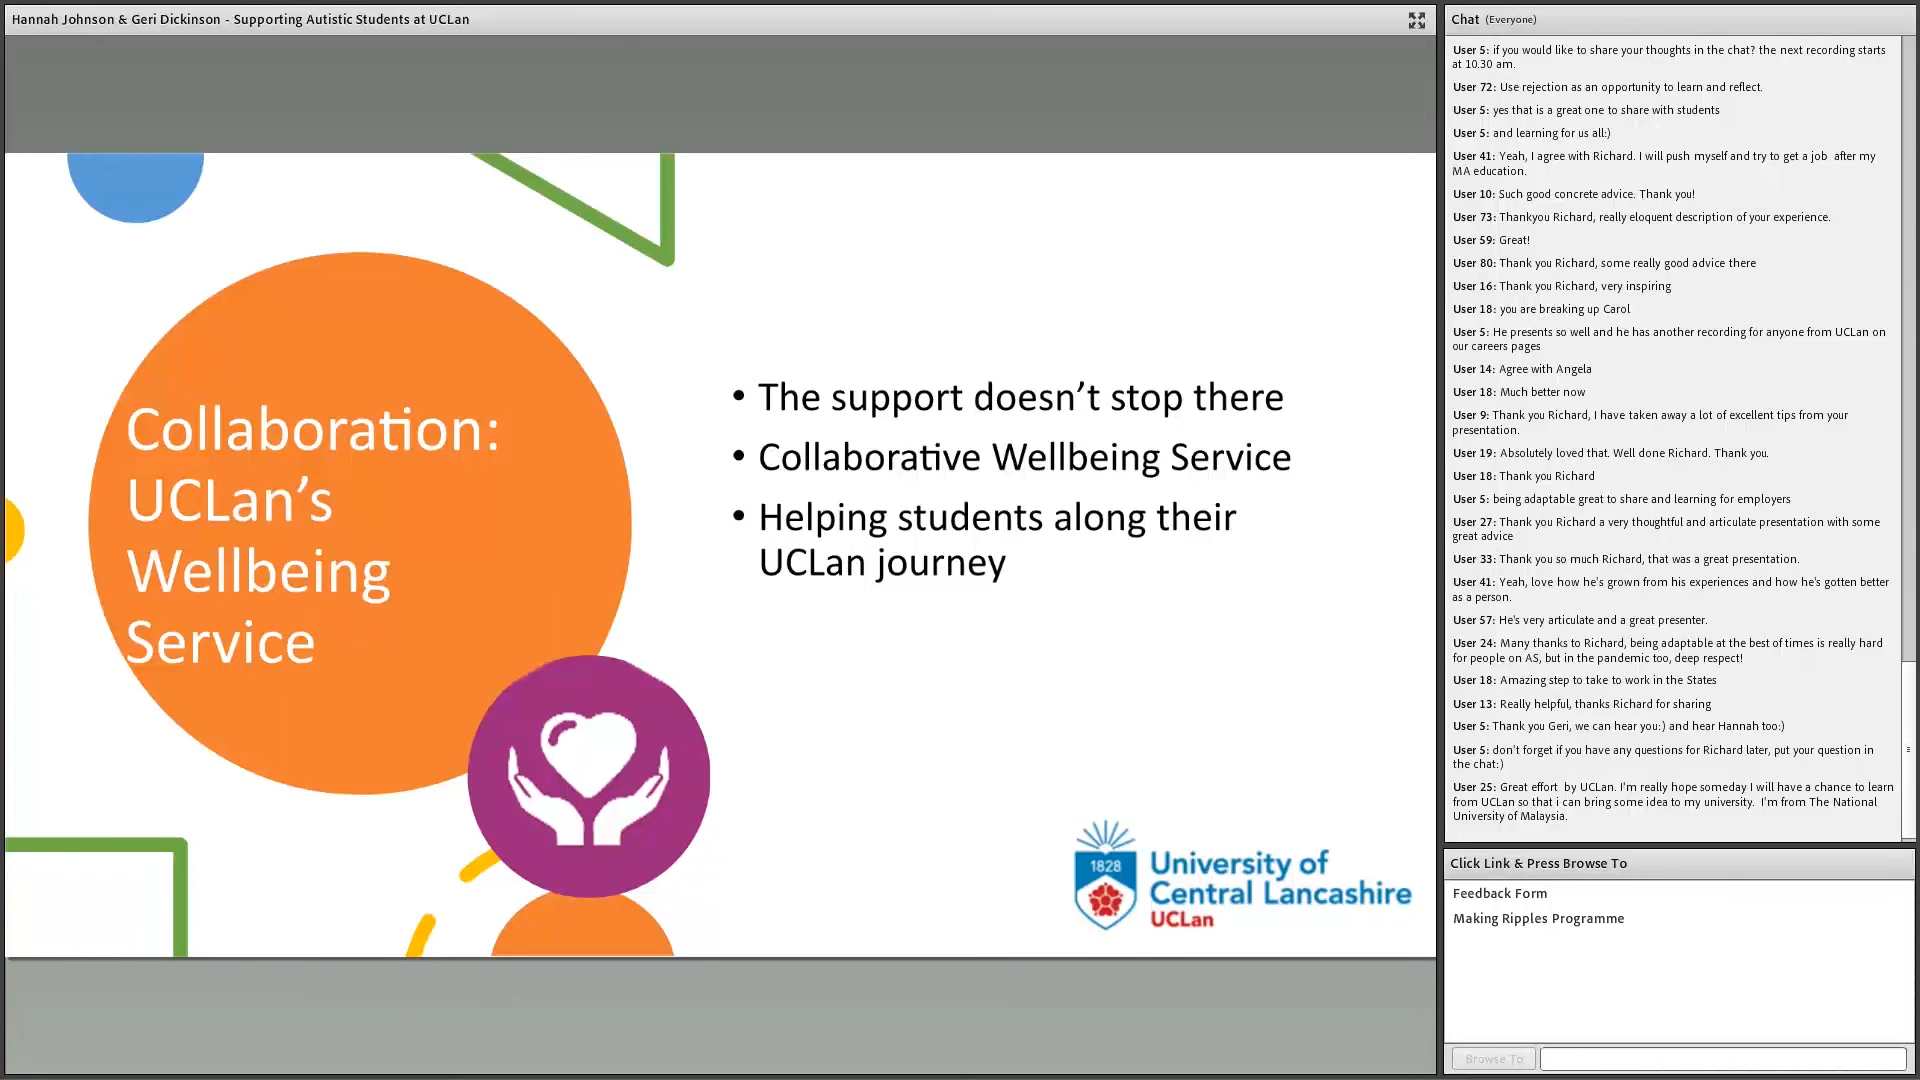 Hannah Johnson & Geri Dickinson - Supporting Autistic Students at UCLan
Collaboration:
UCLan’s
Wellbeing
Service
• The support doesn’t stop there
• Collaborative Wellbeing Service
• Helping students along their
UCLan journey
1828
University of
Central Lancashire
UCLan
Chat (Everyone)
User 5: if you would like to share your thoughts in the chat? the next recording starts
at 10.30 am.
User 72: Use rejection as an opportunity to learn and reflect.
User 5: yes that is a great one to share with students
User 5: and learning for us all:)
User 41: Yeah, I agree with Richard. I will push myself and try to get a job after my
MA education.
User 10: Such good concrete advice. Thank you!
User 73: Thankyou Richard, really eloquent description of your experience.
User 59: Great!
User 80: Thank you Richard, some really good advice there
User 16: Thank you Richard, very inspiring
User 18: you are breaking up Carol
User 5: He presents so well and he has another recording for anyone from UCLan on
our careers pages
User 14: Agree with Angela
User 18: Much better now
User 9: Thank you Richard, I have taken away a lot of excellent tips from your
presentation.
User 19: Absolutely loved that. Well done Richard. Thank you.
User 18: Thank you Richard
User 5: being adaptable great to share and learning for employers
User 27: Thank you Richard a very thoughtful and articulate presentation with some
great advice
User 33: Thank you so much Richard, that was a great presentation.
User 41: Yeah, love how he's grown from his experiences and how he's gotten better
as a person.
User 57: He's very articulate and a great presenter.
User 24: Many thanks to Richard, being adaptable at the best of times is really hard
for people on AS, but in the pandemic too, deep respect!
User 18: Amazing step to take to work in the States
User 13: Really helpful, thanks Richard for sharing
User 5: Thank you Geri, we can hear you:) and hear Hannah too:)
User 5: don't forget if you have any questions for Richard later, put your question in
the chat:)
User 25: Great effort by UCLan. I'm really hope someday I will have a chance to learn
from UCLan so that i can bring some idea to my university. I'm from The National
University of Malaysia.
Click Link & Press Browse To
Feedback Form
Making Ripples Programme
Browse To